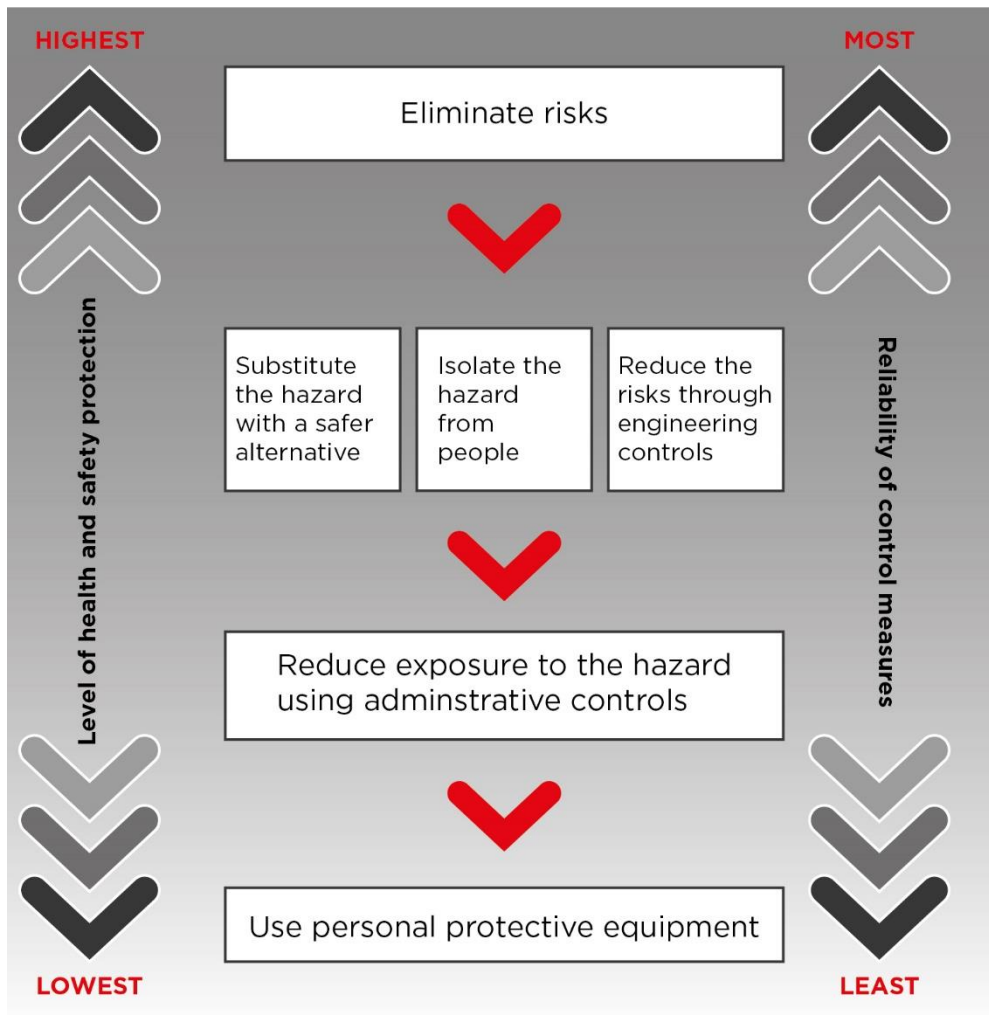 HIGHEST
MOST
Eliminate risks
Level of health and safety protection
Substitute
the hazard
with a safer
alternative
Isolate the
hazard
from
people
Reduce the
risks through
engineering
controls
Reliability of control measures
Reduce exposure to the hazard
using adminstrative controls
Use personal protective equipment
LOWEST
LEAST